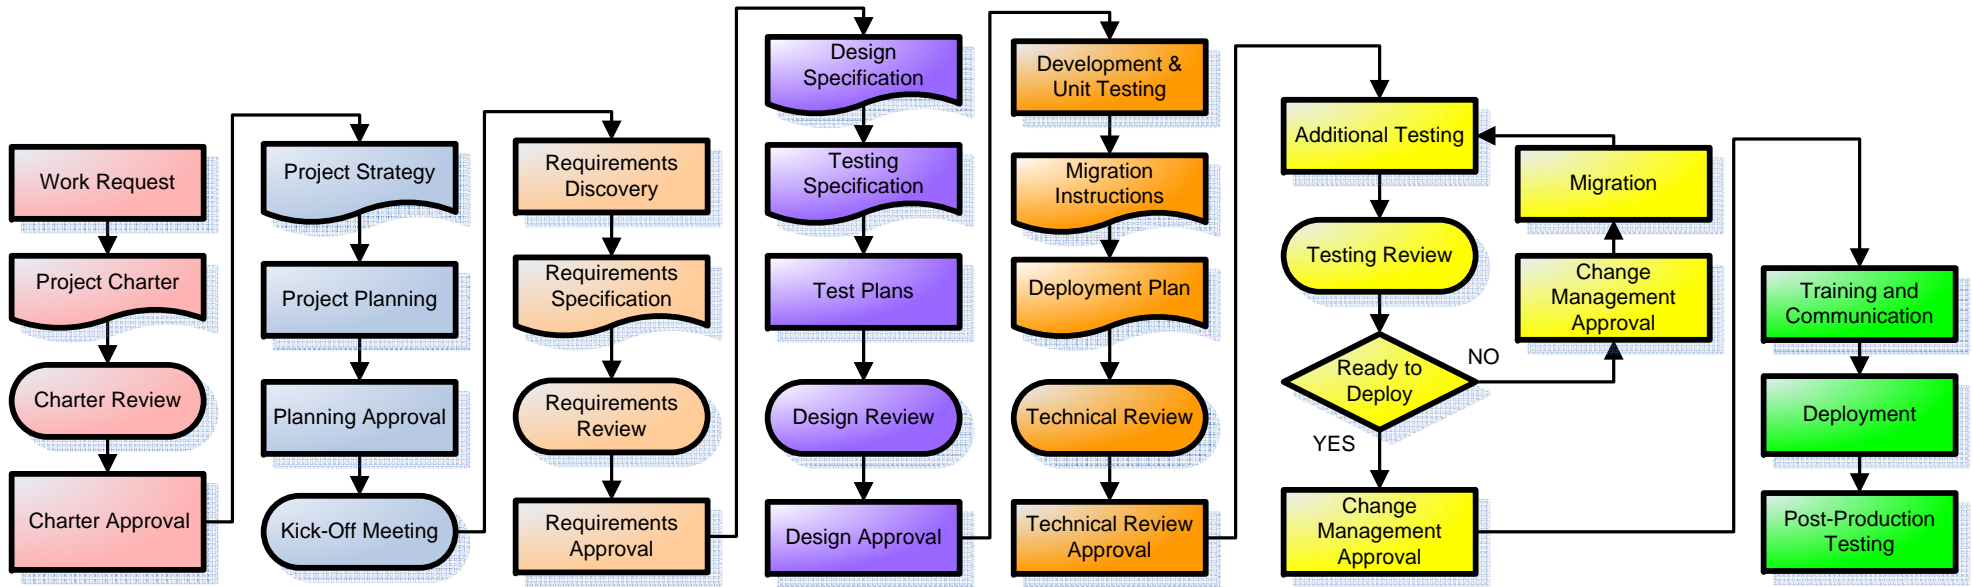 Work Request
Project Charter
Charter Review
Charter Approval
Project Strategy
Project Planning
Planning Approval
Kick-Off Meeting
Requirements
Discovery
Requirements
Specification
Requirements
Review
Requirements
Approval
Design
Specification
Testing
Specification
Test Plans
Design Review
Design Approval
Development &
Unit Testing
Migration
Instructions
Deployment Plan
Technical Review
Technical Review
Approval
Additional Testing
Testing Review
Ready to
Deploy
NO
YES
Change
Management
Approval
Migration
Change
Management
Approval
Training and
Communication
Deployment
Post-Production
Testing